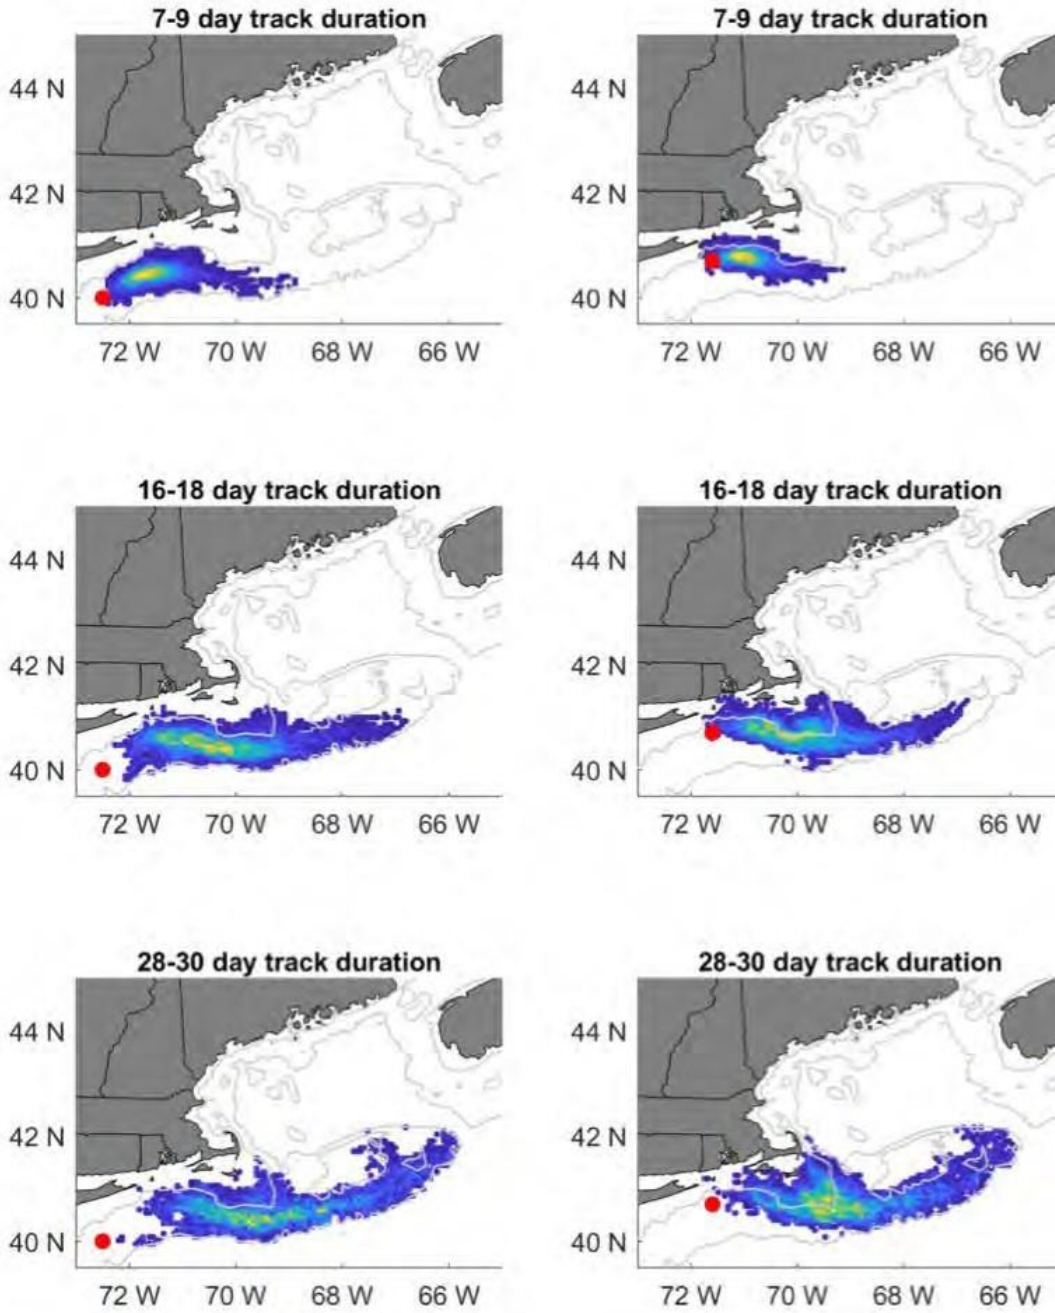 7-9 day track duration
7-9 day track duration
44 N
42 N
40 N
72 W 70 W 68 W 66 W
44 N
42 N
40 N
72 W 70 W 68 W 66 W
16-18 day track duration
16-18 day track duration
44 N
42 N
40 N
72 W 70 W 68 W 66 W
44 N
42 N
40 N
72 W 70 W 68 W 66 W
28-30 day track duration
28-30 day track duration
44 N
42 N
40 N
72 W 70 W 68 W 66 W
44 N
42 N
40 N
72 W 70 W 68 W 66 W